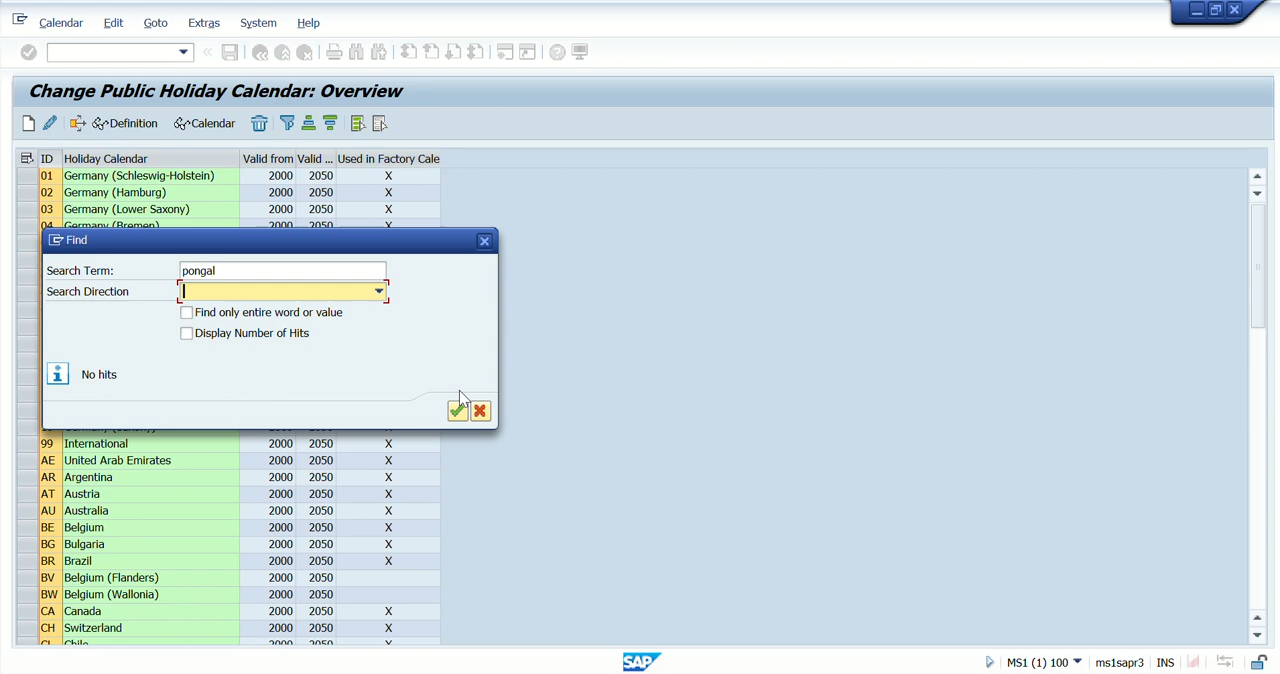 Calendar Edit Goto Extras System Help
Change Public Holiday Calendar: Overview
Definition Calendar
ID Holiday Calendar Valid from Valid ... Used in Factory Cale
01 Germany (Schleswig-Holstein) 2000 2050 X
02 Germany (Hamburg) 2000 2050 X
03 Germany (Lower Saxony) 2000 2050 X
04 Germany (Bremen) 2000 2050 X
Find
Search Term: pongal
Search Direction
Find only entire word or value
Display Number of Hits
No hits
99 International 2000 2050 X
AE United Arab Emirates 2000 2050 X
AR Argentina 2000 2050 X
AT Austria 2000 2050 X
AU Australia 2000 2050 X
BE Belgium 2000 2050 X
BG Bulgaria 2000 2050 X
BR Brazil 2000 2050 X
BV Belgium (Flanders) 2000 2050
BW Belgium (Wallonia) 2000 2050
CA Canada 2000 2050 X
CH Switzerland 2000 2050 X
CL Chile 2000 2050 X
SAP MS1 (1) 100 ms1sapr3 INS